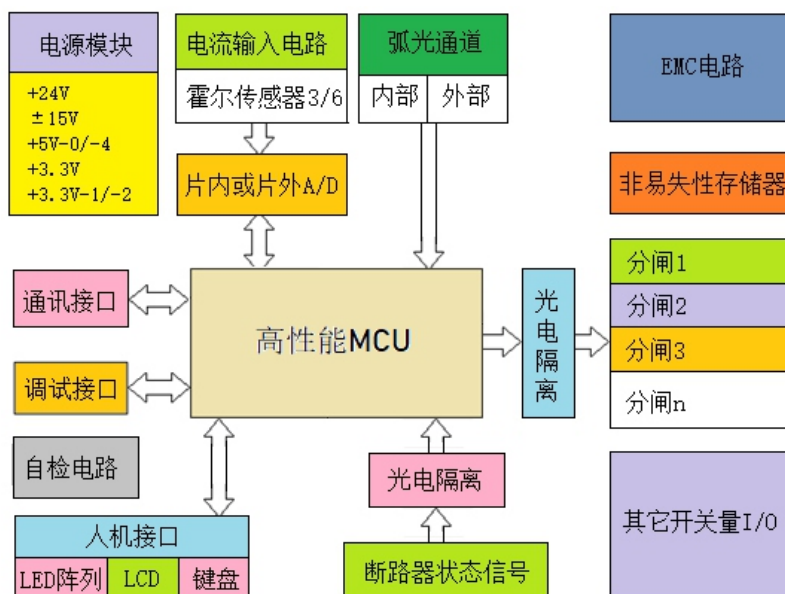 电源模块
+24V
±15V
+5V-0/-4
+3.3V
+3.3V-1/-2
电流输入电路
霍尔传感器3/6
片内或片外A/D
弧光通道
内部
外部
EMC电路
非易失性存储器
通讯接口
调试接口
自检电路
高性能MCU
光电隔离
分闸1
分闸2
分闸3
分闸n
人机接口
LED阵列
LCD
键盘
光电隔离
断路器状态信号
其它开关量I/O